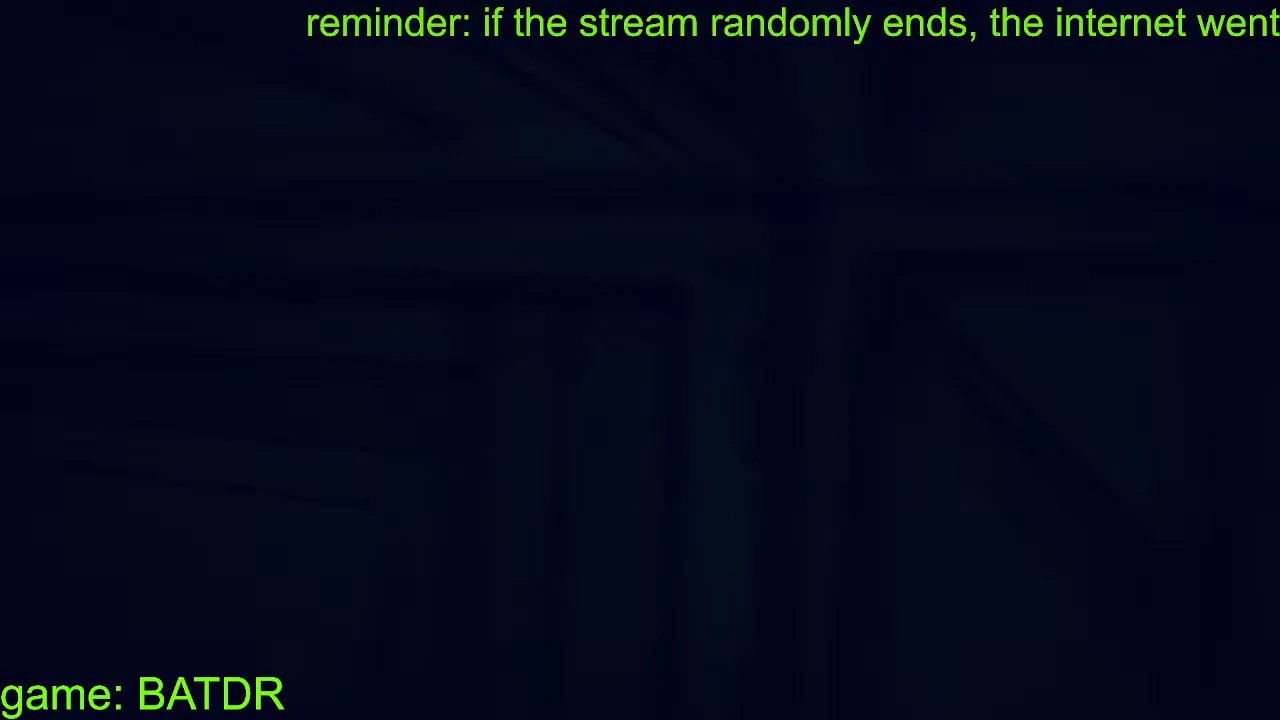 reminder: if the stream randomly ends, the internet went
game: BATDR